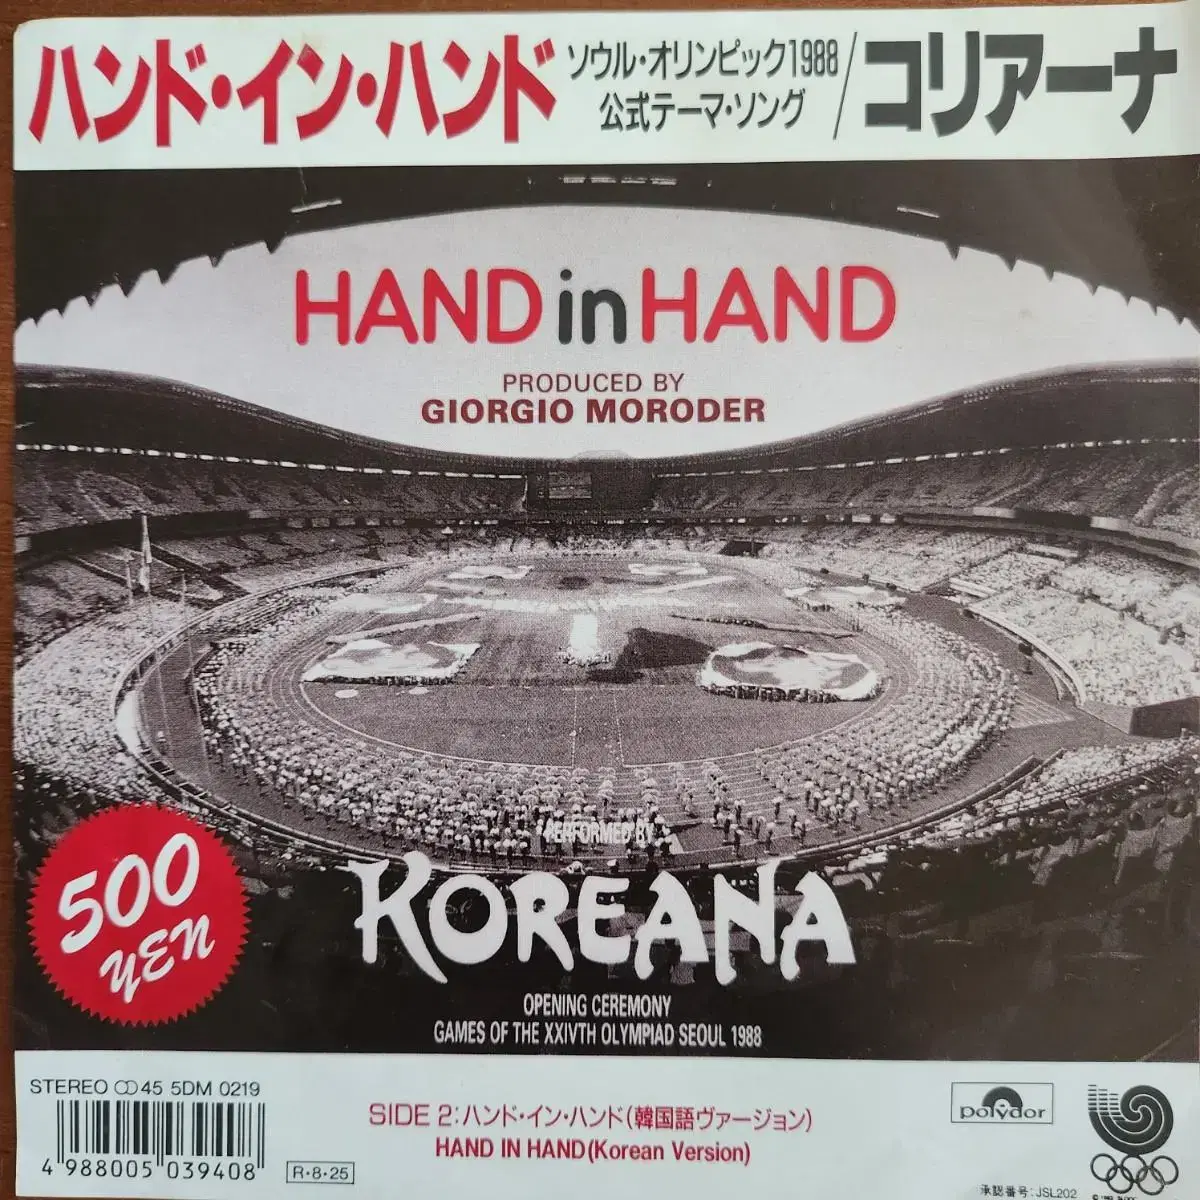 ハンド・イン・ハンド
ソウル・オリンピック1988
公式テーマ・ソング
/コリアーナ
HAND in HAND
PRODUCED BY
GIORGIO MORODER
PERFORMED BY
KOREANA
OPENING CEREMONY
GAMES OF THE XXIVTH OLYMPIAD SEOUL 1988
500
YEN
STEREO 45 5DM 0219
4 988005 039408
R・8・25
SIDE 2:ハンド・イン・ハンド(韓国語ヴァージョン)
HAND IN HAND(Korean Version)
polydor
承認番号:JSL202